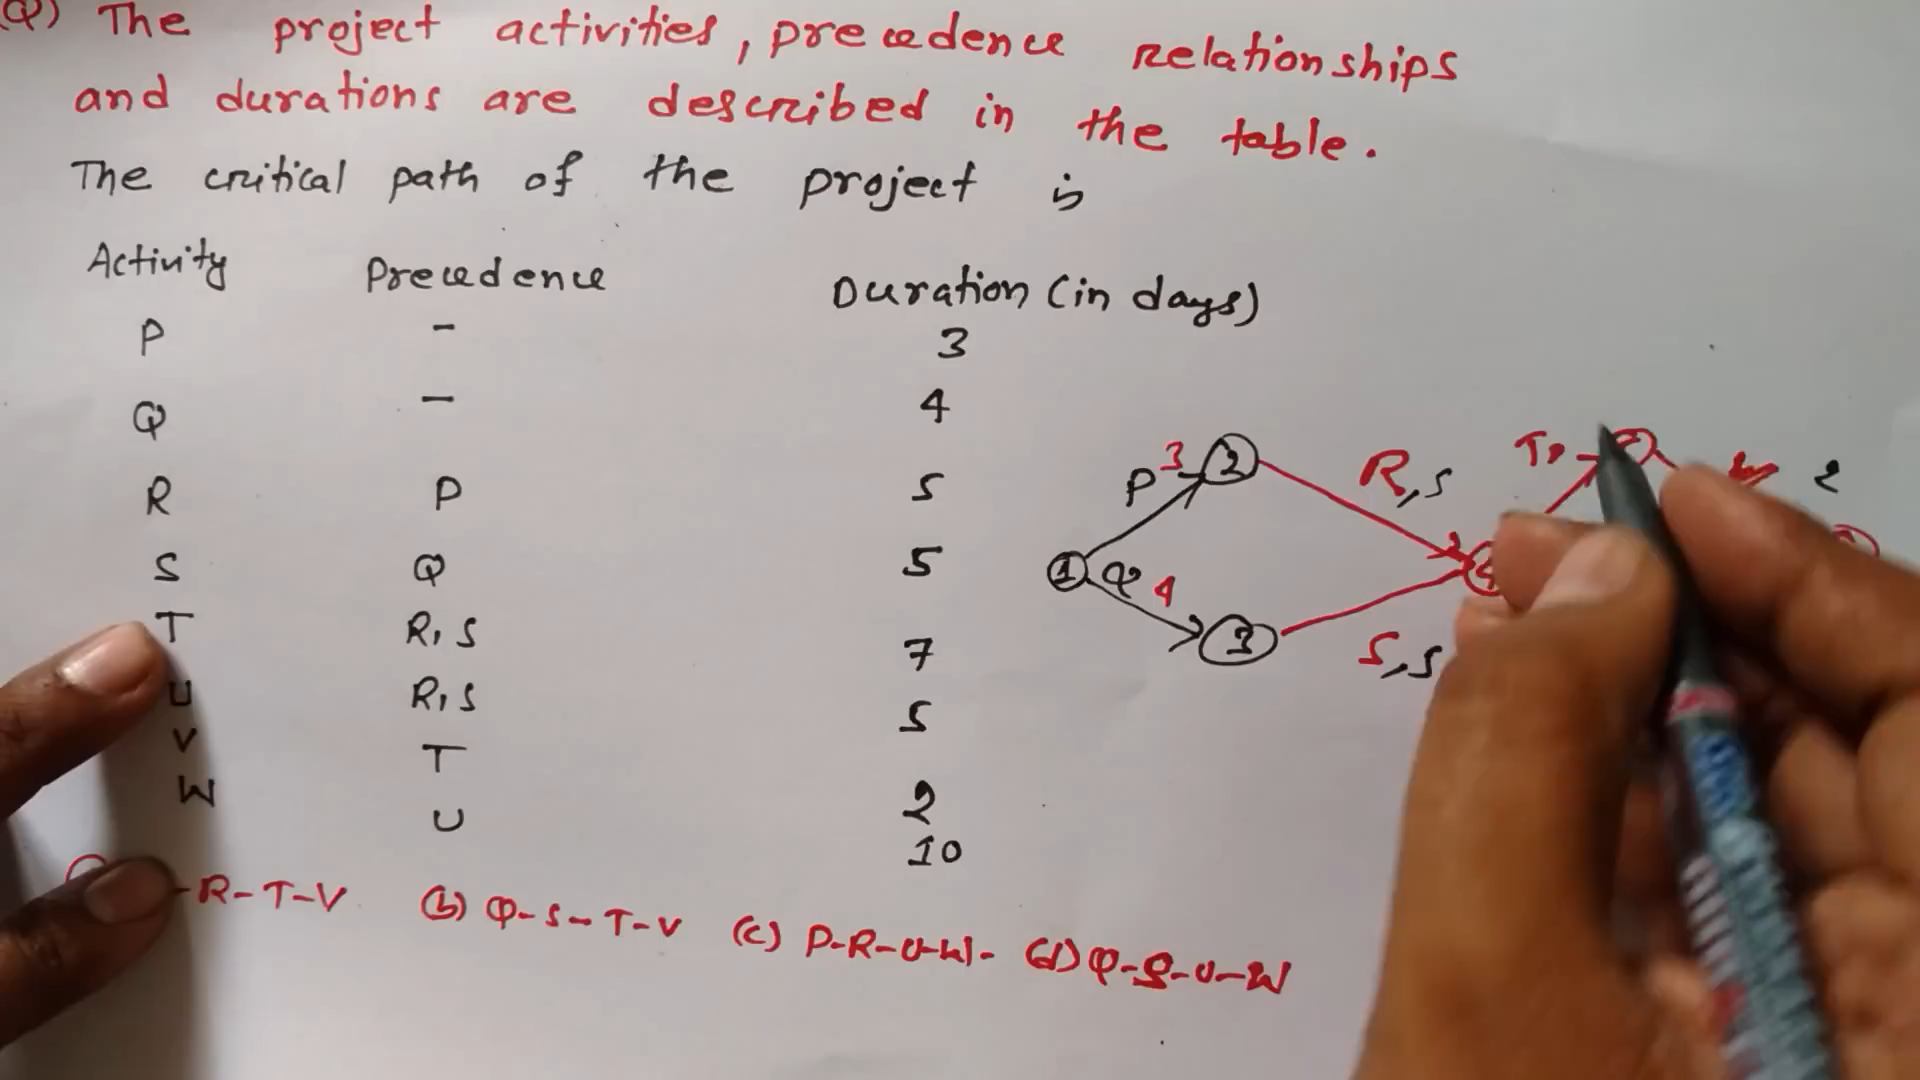 Q) The project activities, precedence relationships
and durations are described in the table.
The critical path of the project is
Activity Precedence Duration (in days)
P - 3
Q - 4
R P 5
S Q 5
T R, S 7
U R, S 5
V T 2
W U 10
-R-T-V (b) Q-S-T-V (c) P-R-U-W- (d) Q-S-U-W
P 3 2 R, 5 T, 2
1 Q 4
3 S, 5